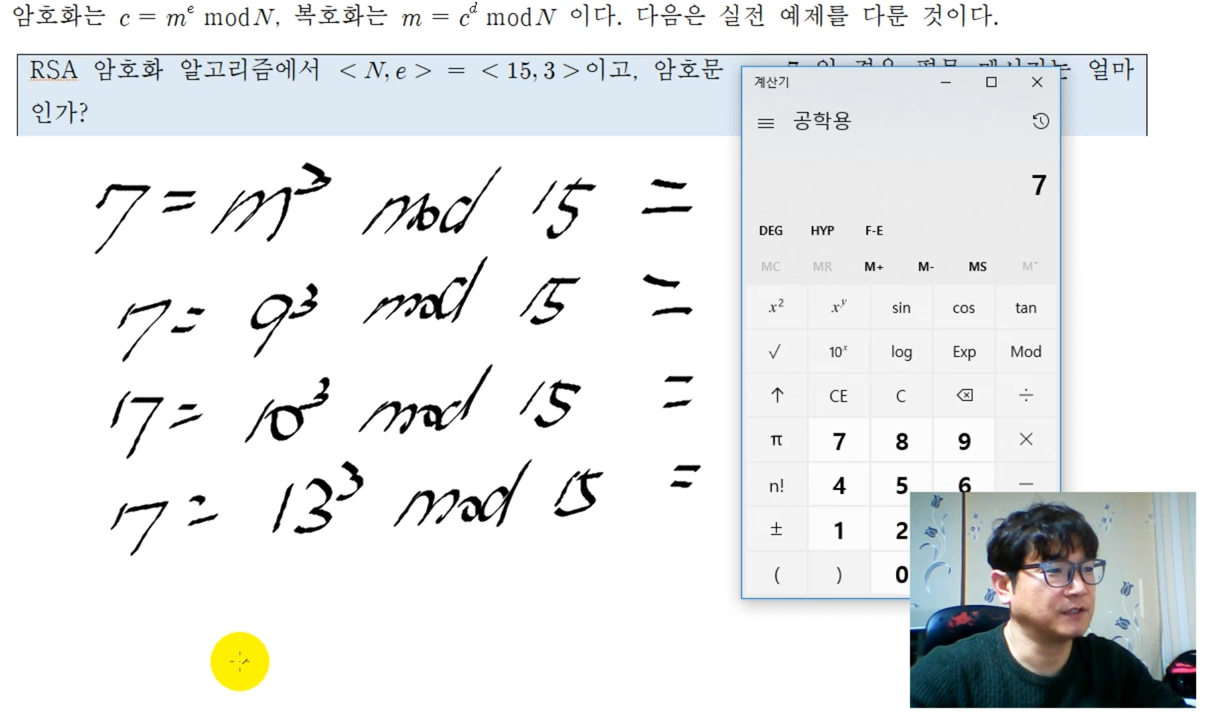 암호화는 c = m^e mod N, 복호화는 m = c^d mod N 이다. 다음은 실전 예제를 다룬 것이다.
RSA 암호화 알고리즘에서 < N, e > = < 15, 3 >이고, 암호문 얼마
인가?
7 = m³ mod 15 =
7 = 9³ mod 15 =
7 = 10³ mod 15 =
7 = 13³ mod 15 =
계산기
공학용
7
DEG HYP F-E
MC MR M+ M- MS M˅
x² xʸ sin cos tan
√ 10ˣ log Exp Mod
↑ CE C ⌫ ÷
π 7 8 9 ×
n! 4 5 6 −
± 1 2
( ) 0